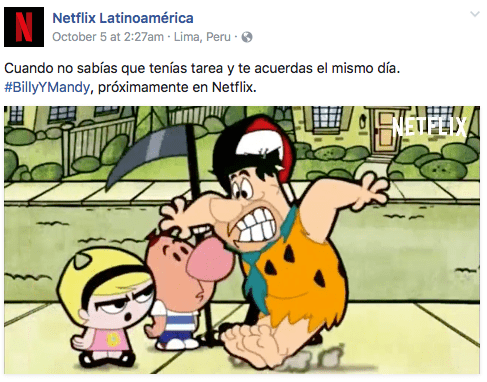 Netflix Latinoamérica
October 5 at 2:27am · Lima, Peru ·
Cuando no sabías que tenías tarea y te acuerdas el mismo día.
#BillyYMandy, próximamente en Netflix.
NETFLIX
N